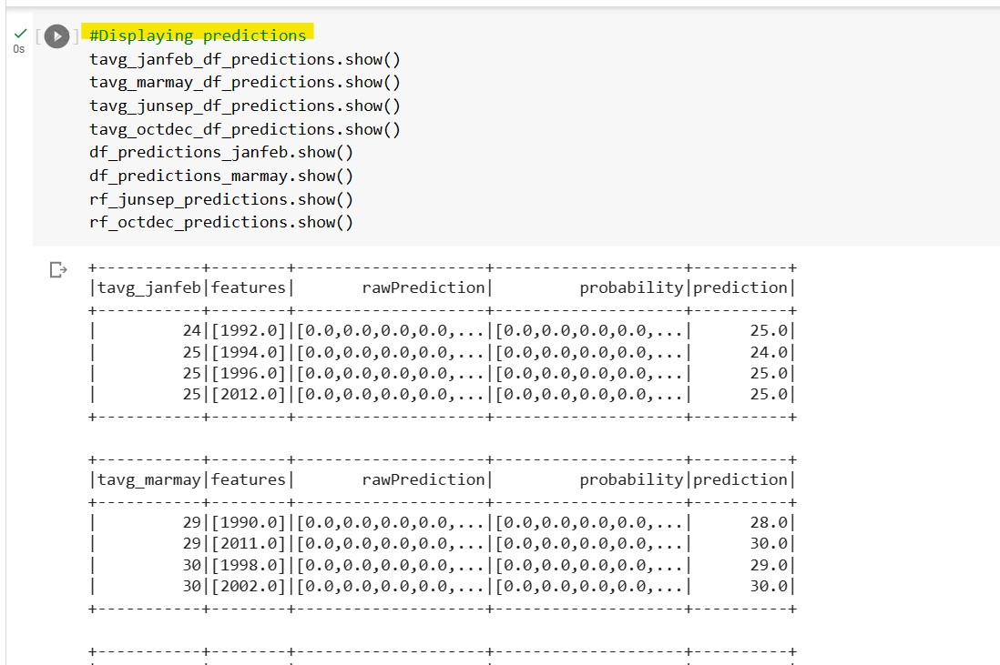 #Displaying predictions
0s
tavg_janfeb_df_predictions.show()
tavg_marmay_df_predictions.show()
tavg_junsep_df_predictions.show()
tavg_octdec_df_predictions.show()
df_predictions_janfeb.show()
df_predictions_marmay.show()
rf_junsep_predictions.show()
rf_octdec_predictions.show()
+-----------+--------+--------------------+--------------------+----------+
|tavg_janfeb|features|       rawPrediction|         probability|prediction|
+-----------+--------+--------------------+--------------------+----------+
|         24|[1992.0]|[0.0,0.0,0.0,0.0,...|[0.0,0.0,0.0,0.0,...|      25.0|
|         25|[1994.0]|[0.0,0.0,0.0,0.0,...|[0.0,0.0,0.0,0.0,...|      24.0|
|         25|[1996.0]|[0.0,0.0,0.0,0.0,...|[0.0,0.0,0.0,0.0,...|      25.0|
|         25|[2012.0]|[0.0,0.0,0.0,0.0,...|[0.0,0.0,0.0,0.0,...|      25.0|
+-----------+--------+--------------------+--------------------+----------+
+-----------+--------+--------------------+--------------------+----------+
|tavg_marmay|features|       rawPrediction|         probability|prediction|
+-----------+--------+--------------------+--------------------+----------+
|         29|[1990.0]|[0.0,0.0,0.0,0.0,...|[0.0,0.0,0.0,0.0,...|      28.0|
|         29|[2011.0]|[0.0,0.0,0.0,0.0,...|[0.0,0.0,0.0,0.0,...|      30.0|
|         30|[1998.0]|[0.0,0.0,0.0,0.0,...|[0.0,0.0,0.0,0.0,...|      29.0|
|         30|[2002.0]|[0.0,0.0,0.0,0.0,...|[0.0,0.0,0.0,0.0,...|      30.0|
+-----------+--------+--------------------+--------------------+----------+
+-----------+--------+--------------------+--------------------+----------+